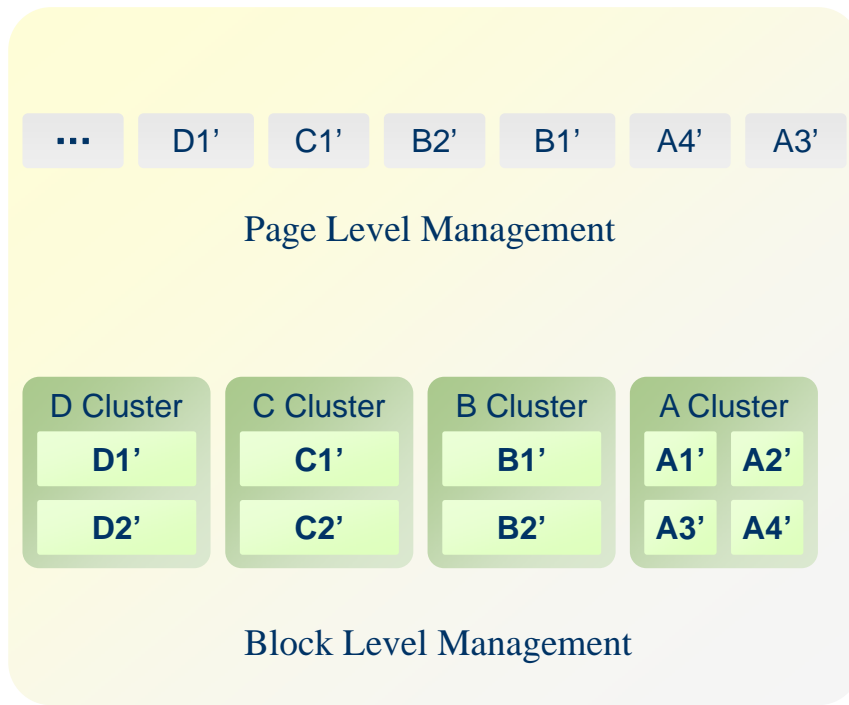 ... D1’ C1’ B2’ B1’ A4’ A3’
Page Level Management
D Cluster C Cluster B Cluster A Cluster
D1’ C1’ B1’ A1’ A2’
D2’ C2’ B2’ A3’ A4’
Block Level Management